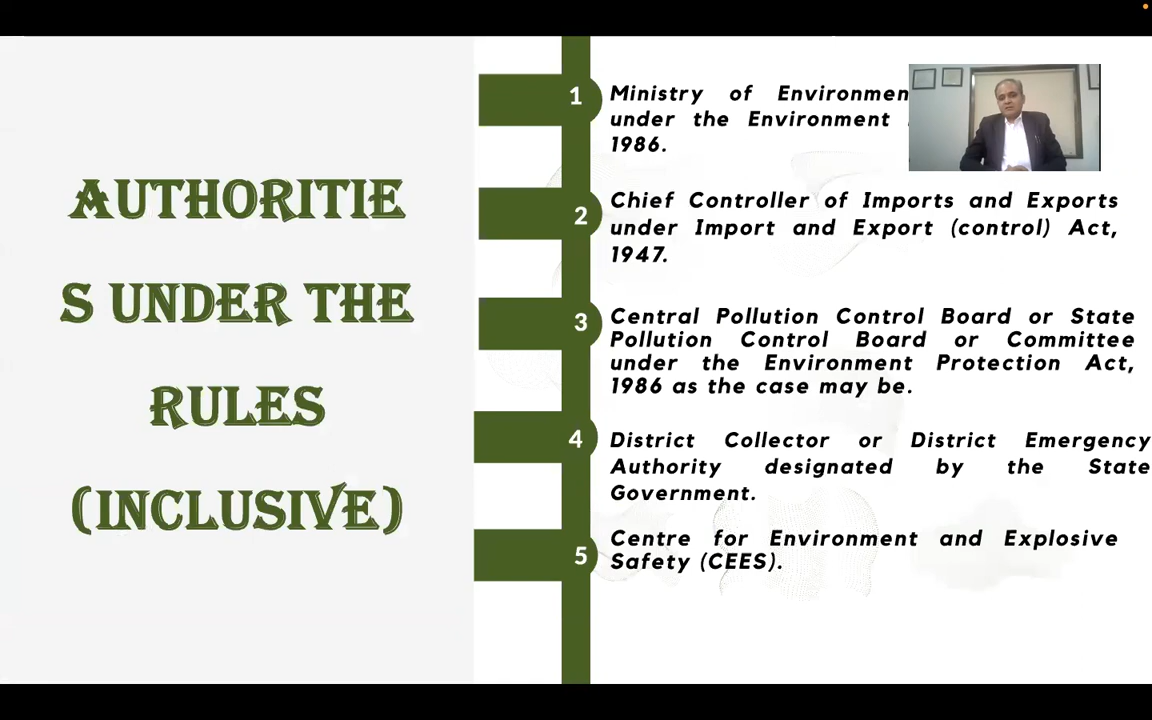 AUTHORITIE
S UNDER THE
RULES
(INCLUSIVE)
1
Ministry of
under the Environment
1986.
2
Chief Controller of Imports and Exports
under Import and Export (control) Act,
1947.
3
Central Pollution Control Board or State
Pollution Control Board or Committee
under the Environment Protection Act,
1986 as the case may be.
4
District Collector or District Emergency
Authority designated by the State
Government.
5
Centre for Environment and Explosive
Safety (CEES).